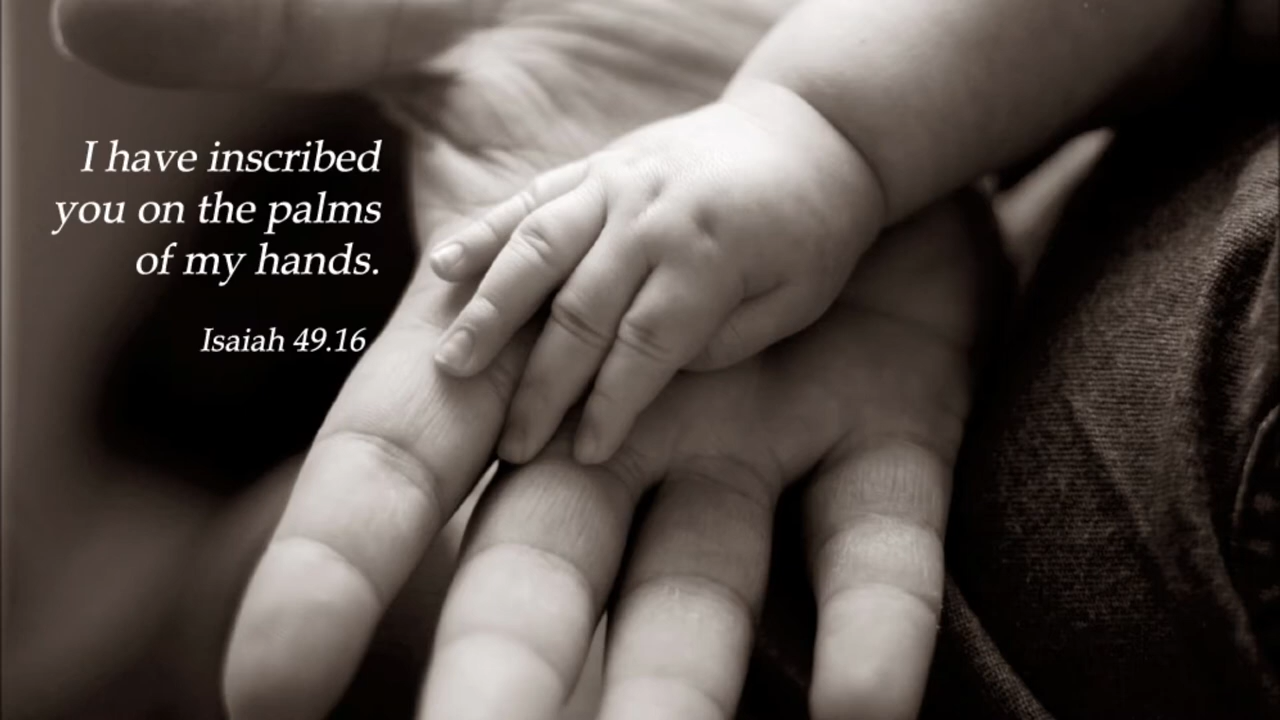 I have inscribed
you on the palms
of my hands.
Isaiah 49.16